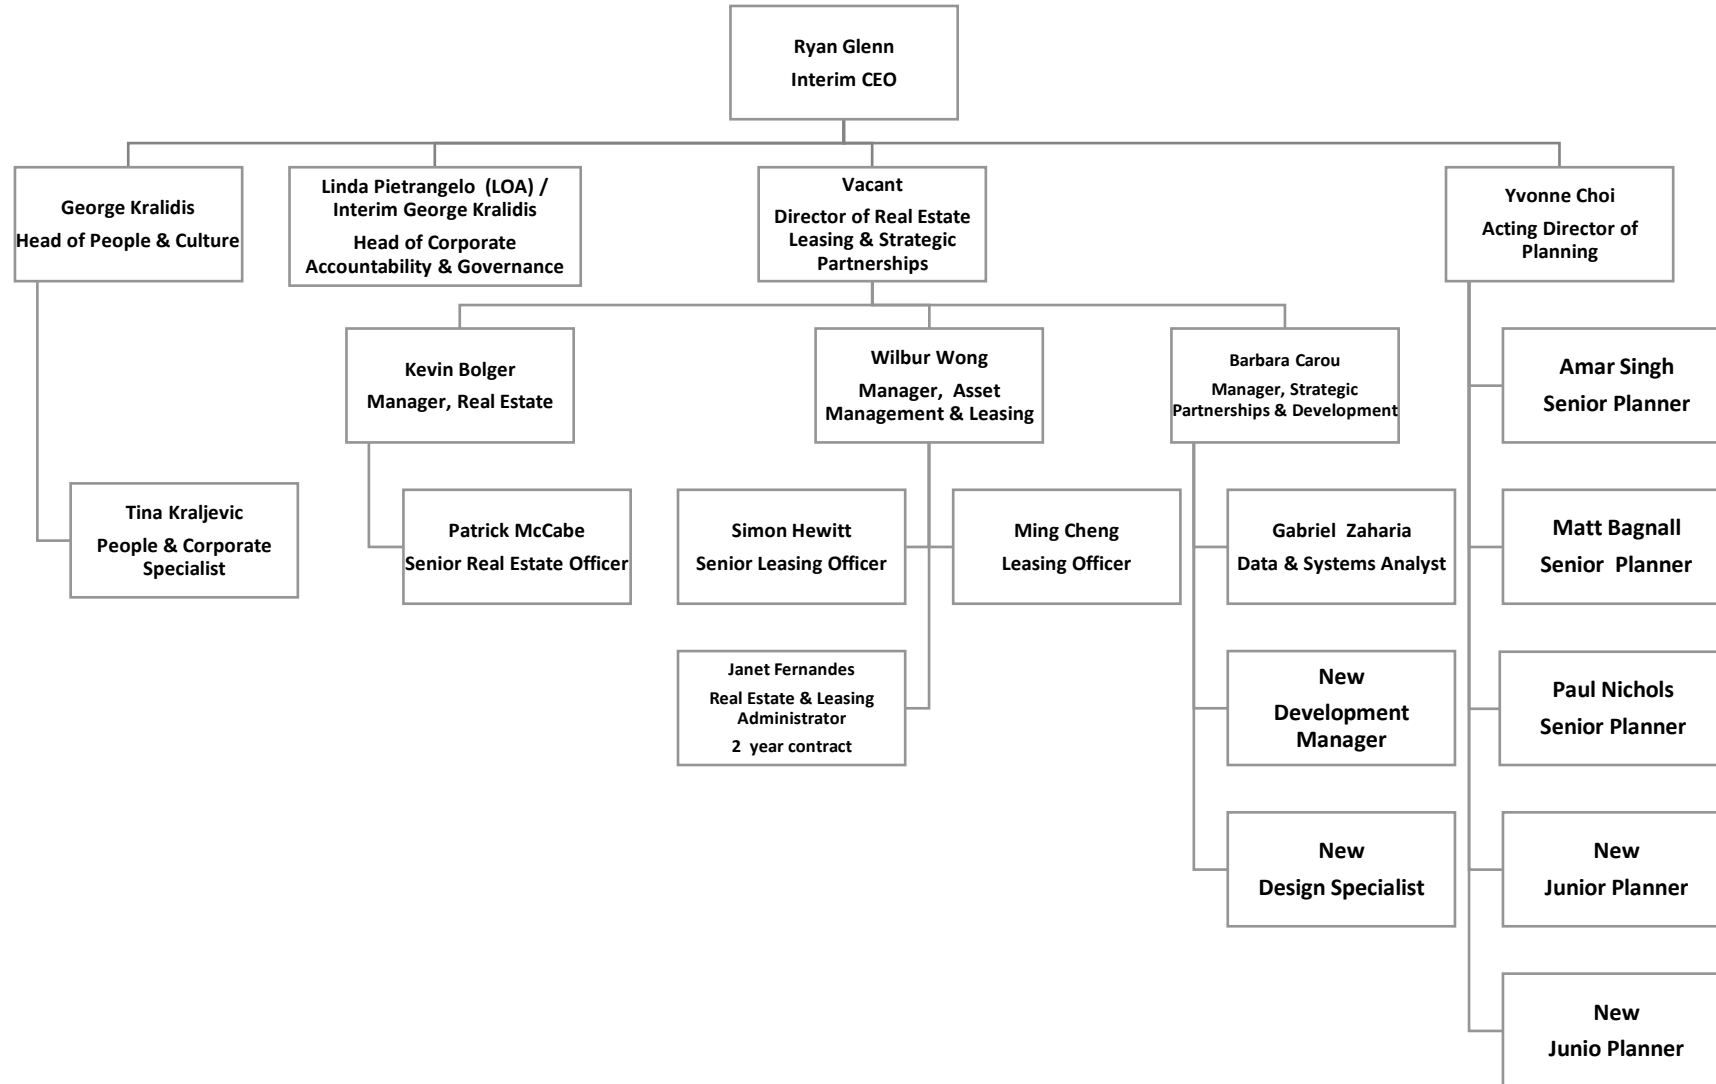 Ryan Glenn
Interim CEO
George Kralidis
Head of People & Culture
Linda Pietrangelo (LOA) /
Interim George Kralidis
Head of Corporate
Accountability & Governance
Vacant
Director of Real Estate
Leasing & Strategic
Partnerships
Yvonne Choi
Acting Director of
Planning
Kevin Bolger
Manager, Real Estate
Wilbur Wong
Manager, Asset
Management & Leasing
Barbara Carou
Manager, Strategic
Partnerships & Development
Amar Singh
Senior Planner
Tina Kraljevic
People & Corporate
Specialist
Patrick McCabe
Senior Real Estate Officer
Simon Hewitt
Senior Leasing Officer
Ming Cheng
Leasing Officer
Gabriel Zaharia
Data & Systems Analyst
Matt Bagnall
Senior Planner
Janet Fernandes
Real Estate & Leasing
Administrator
2 year contract
New
Development
Manager
Paul Nichols
Senior Planner
New
Design Specialist
New
Junior Planner
New
Junio Planner